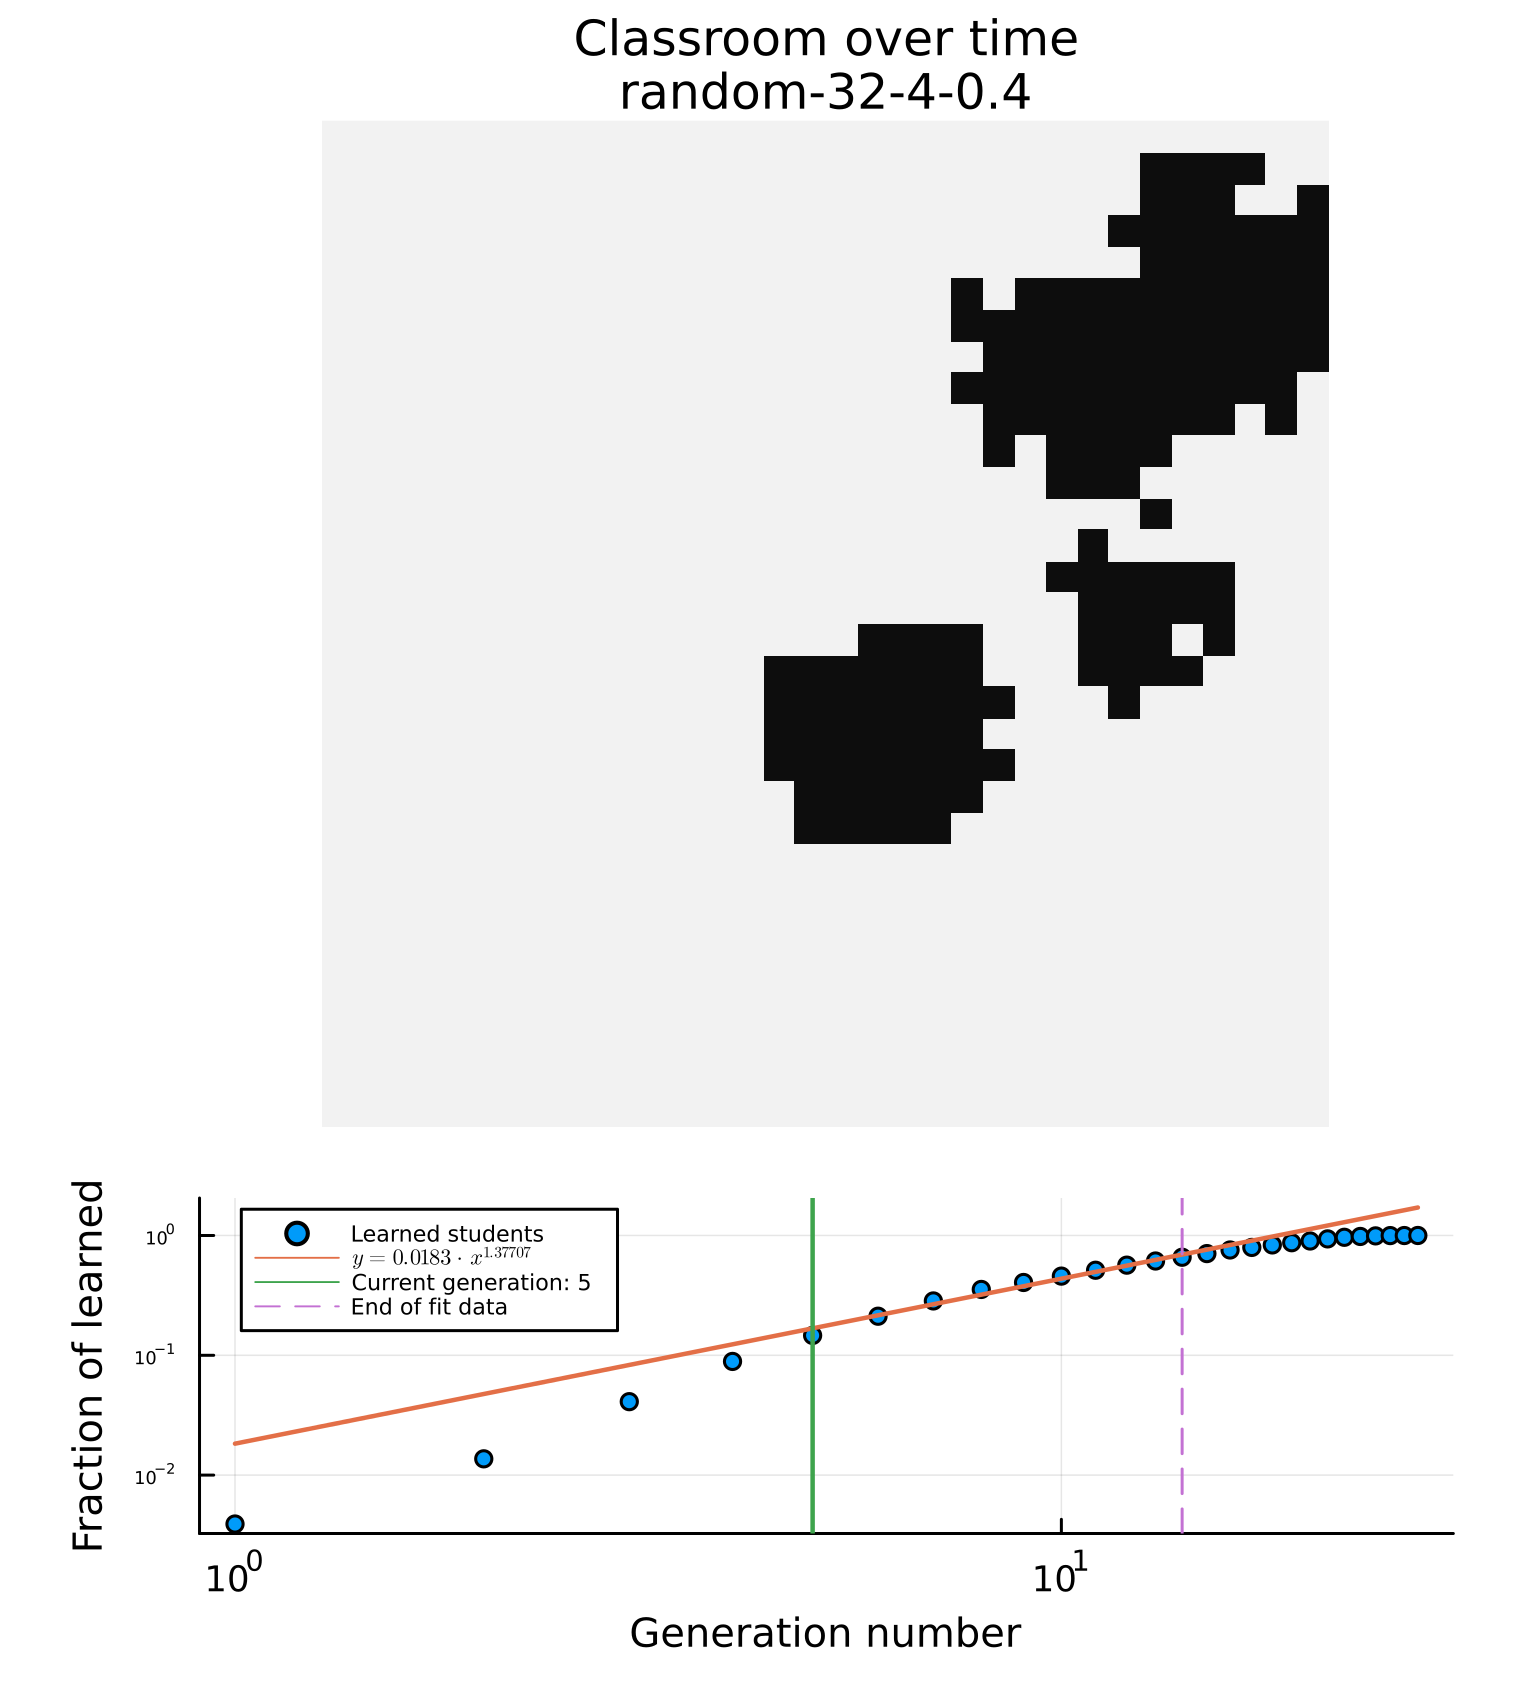 Classroom over time
random-32-4-0.4
Fraction of learned
10^0
10^-1
10^-2
Learned students
y = 0.0183 · x^1.37707
Current generation: 5
End of fit data
10^0
10^1
Generation number